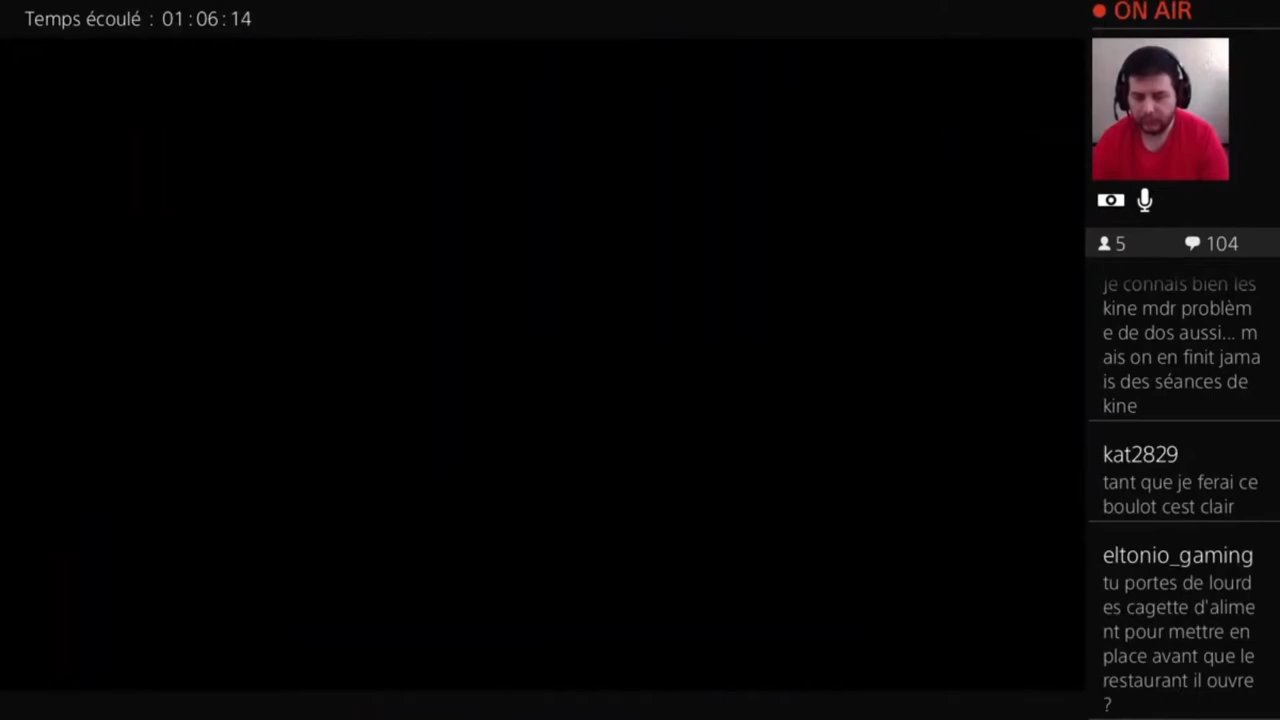 Temps écoulé : 01:06:14
ON AIR
5 104
je connais bien les
kine mdr problèm
e de dos aussi... m
ais on en finit jama
is des séances de
kine
kat2829
tant que je ferai ce
boulot cest clair
eltonio_gaming
tu portes de lourd
es cagette d'alime
nt pour mettre en
place avant que le
restaurant il ouvre
?